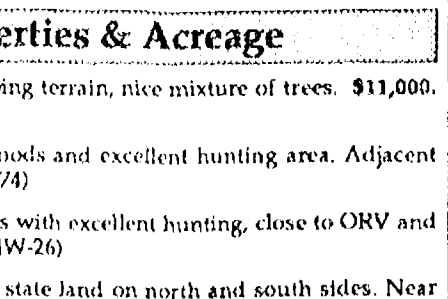 erties & Acreage
ing terrain, nice mixture of trees. $11,000.
oods and excellent hunting area. Adjacent
74)
s with excellent hunting, close to ORV and
W-26)
state land on north and south sides. Near